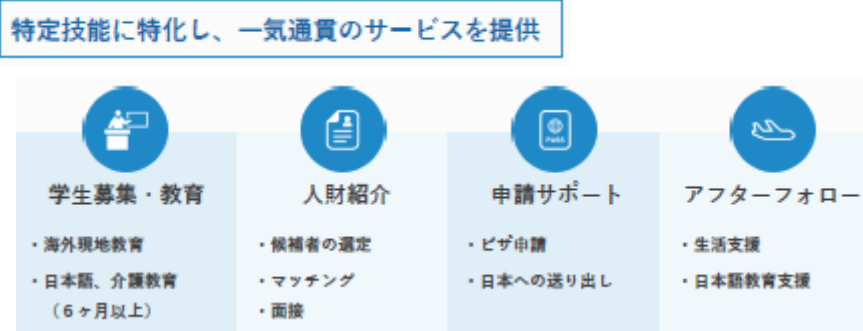 特定技能に特化し、一気通貫のサービスを提供
学生募集・教育
・海外現地教育
・日本語、介護教育
（6ヶ月以上）
人財紹介
・候補者の選定
・マッチング
・面接
PASS
申請サポート
・ビザ申請
・日本への送り出し
アフターフォロー
・生活支援
・日本語教育支援